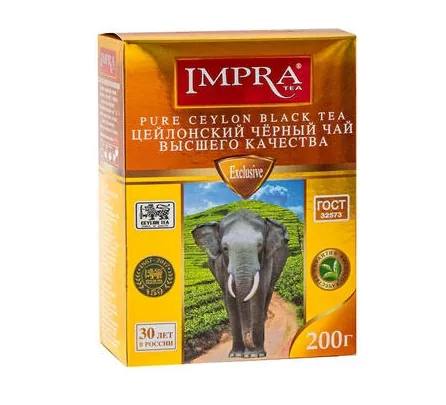 IMPRA®
TEA
PURE CEYLON BLACK TEA
ЦЕЙЛОНСКИЙ ЧЁРНЫЙ ЧАЙ
ВЫСШЕГО КАЧЕСТВА
Exclusive
CEYLON TEA
ГОСТ
32573
30 ЛЕТ
В РОССИИ
200г